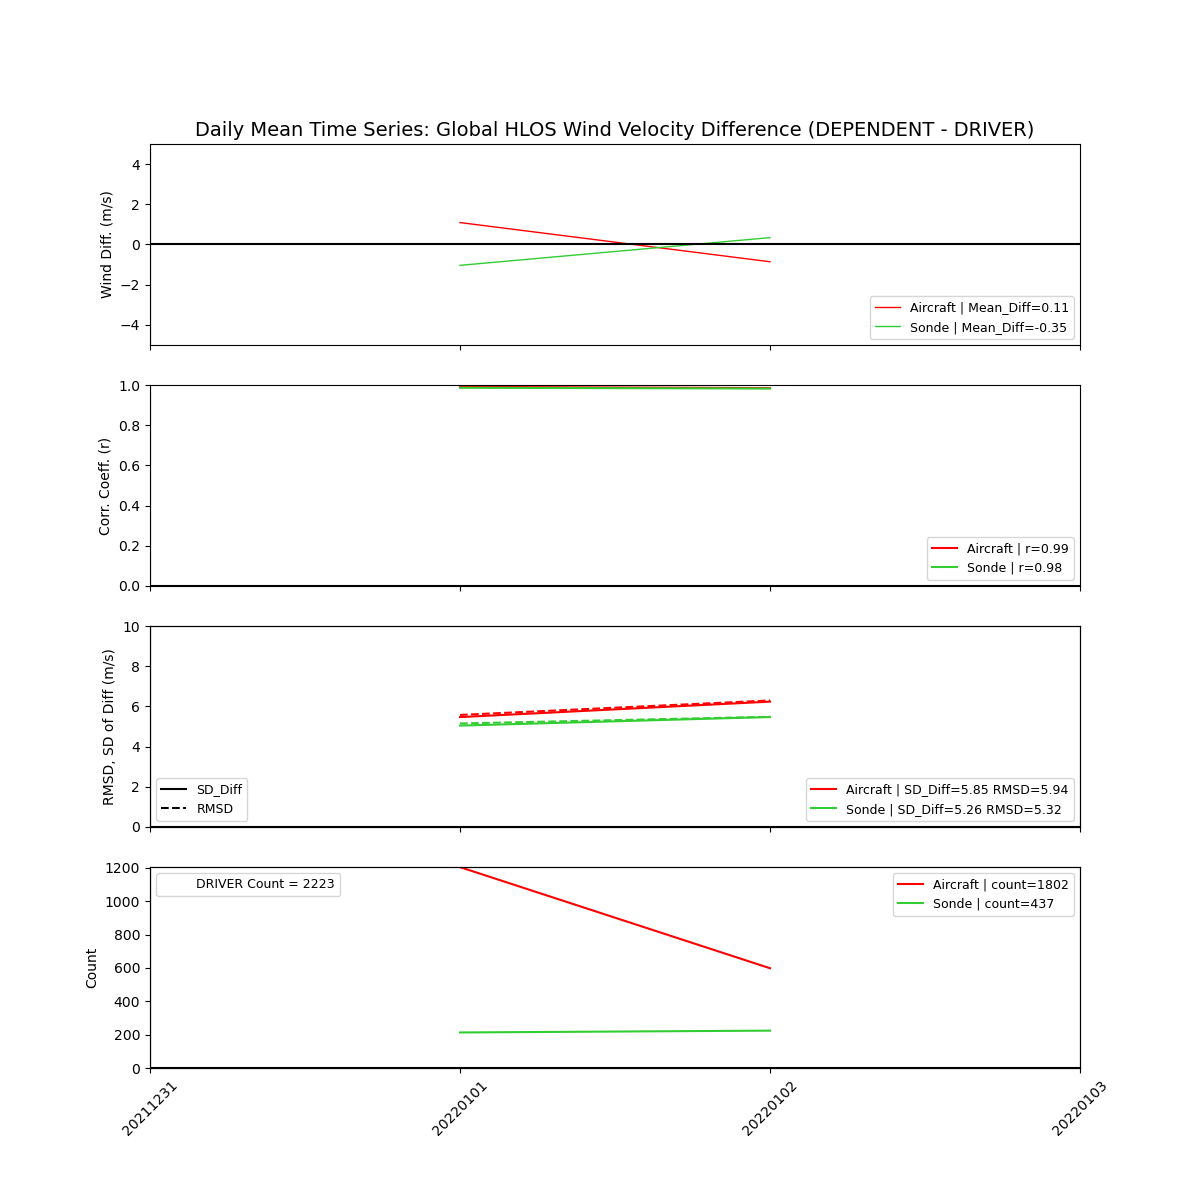 Daily Mean Time Series: Global HLOS Wind Velocity Difference (DEPENDENT - DRIVER)
4
2
0
−2
−4
Wind Diff. (m/s)
Aircraft | Mean_Diff=0.11
Sonde | Mean_Diff=-0.35
1.0
0.8
0.6
0.4
0.2
0.0
Corr. Coeff. (r)
Aircraft | r=0.99
Sonde | r=0.98
10
8
6
4
2
0
RMSD, SD of Diff (m/s)
SD_Diff
RMSD
Aircraft | SD_Diff=5.85 RMSD=5.94
Sonde | SD_Diff=5.26 RMSD=5.32
1200
1000
800
600
400
200
0
Count
DRIVER Count = 2223
Aircraft | count=1802
Sonde | count=437
20211231
20220101
20220102
20220103